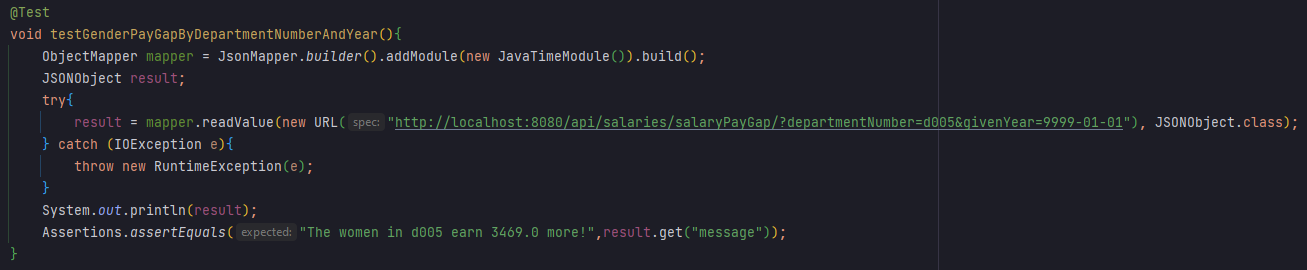 @Test
void testGenderPayGapByDepartmentNumberAndYear(){
ObjectMapper mapper = JsonMapper.builder().addModule(new JavaTimeModule()).build();
JSONObject result;
try{
result = mapper.readValue(new URL( spec: "http://localhost:8080/api/salaries/salaryPayGap/?departmentNumber=d005&givenYear=9999-01-01"), JSONObject.class);
} catch (IOException e){
throw new RuntimeException(e);
}
System.out.println(result);
Assertions.assertEquals( expected: "The women in d005 earn 3469.0 more!",result.get("message"));
}